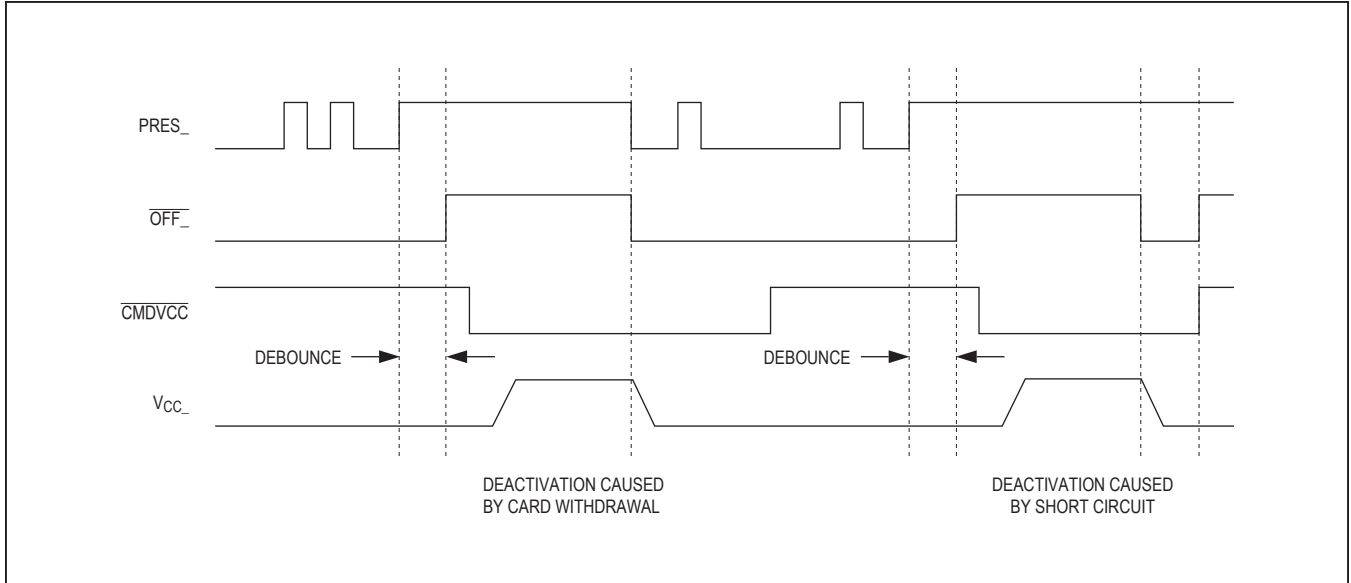 PRES_
OFF_
CMDVCC
DEBOUNCE
DEBOUNCE
VCC_
DEACTIVATION CAUSED
BY CARD WITHDRAWAL
DEACTIVATION CAUSED
BY SHORT CIRCUIT